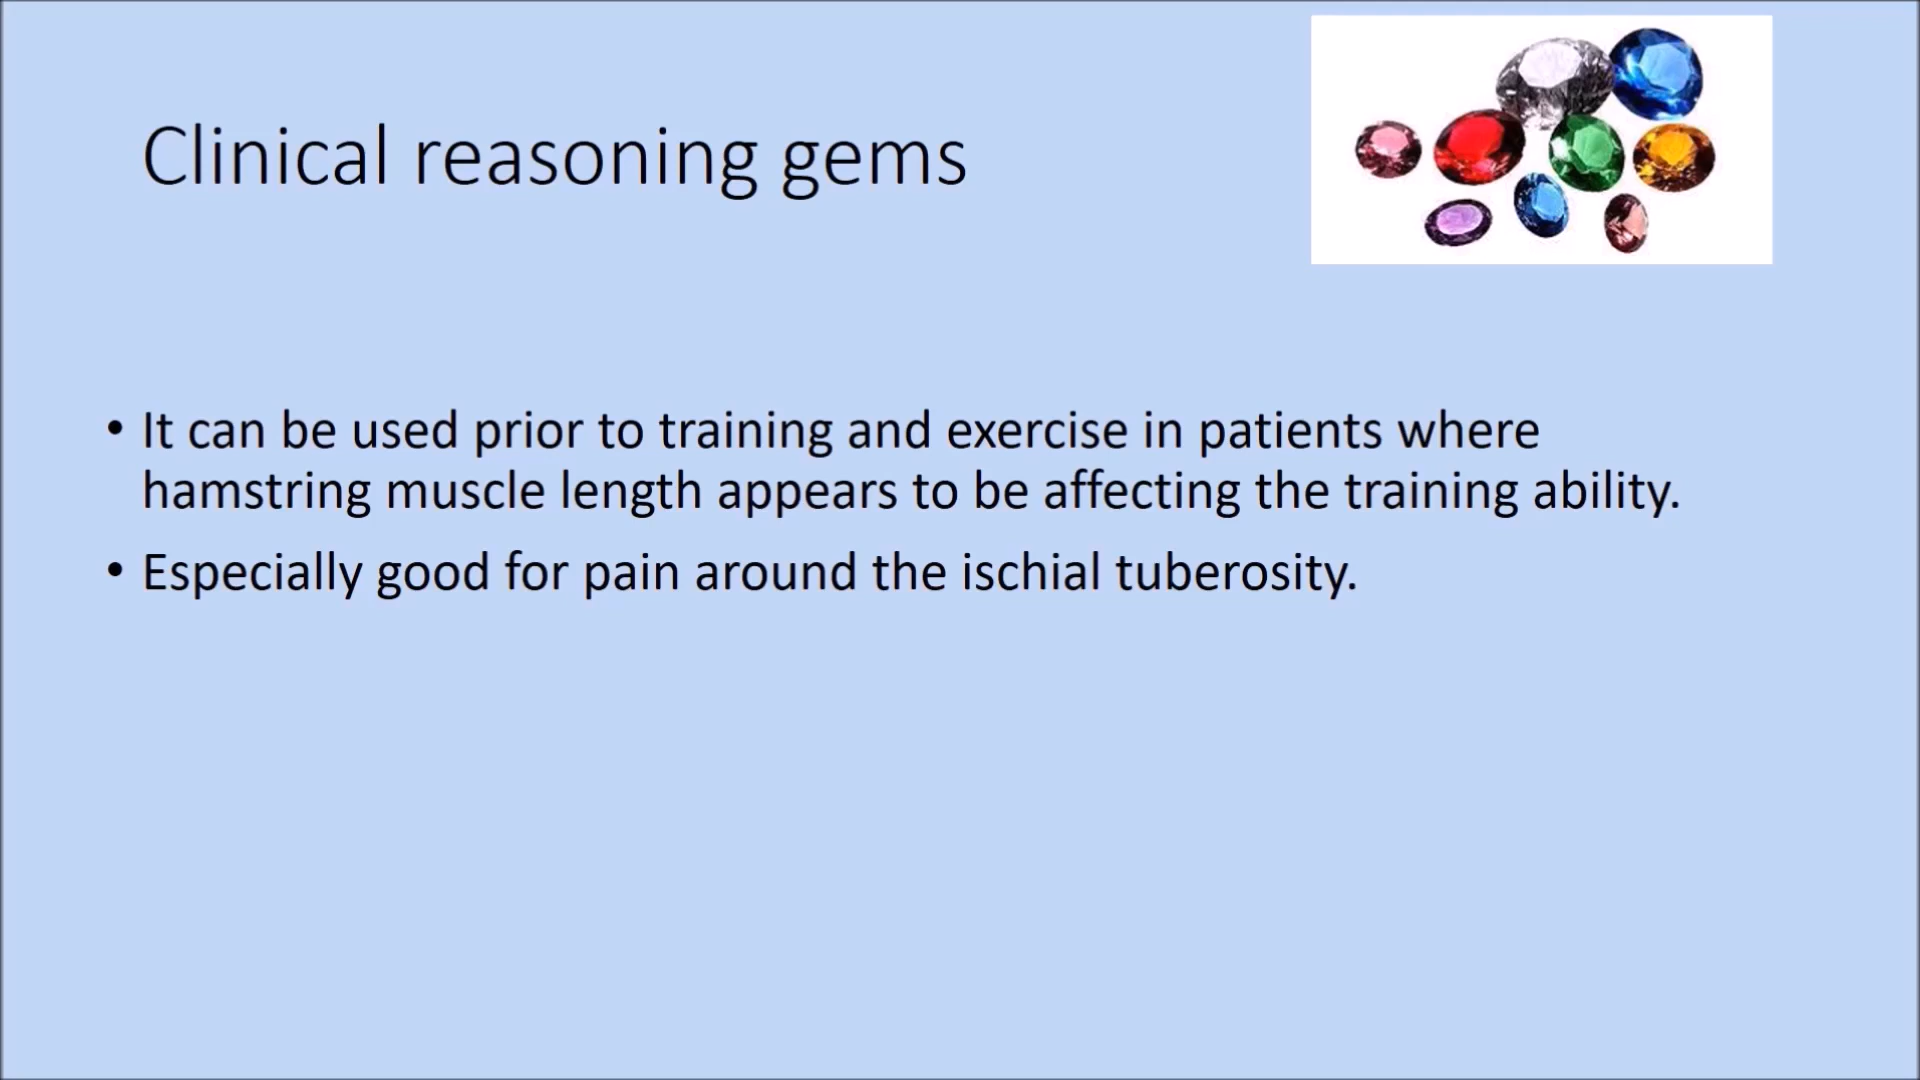 Clinical reasoning gems
• It can be used prior to training and exercise in patients where
hamstring muscle length appears to be affecting the training ability.
• Especially good for pain around the ischial tuberosity.